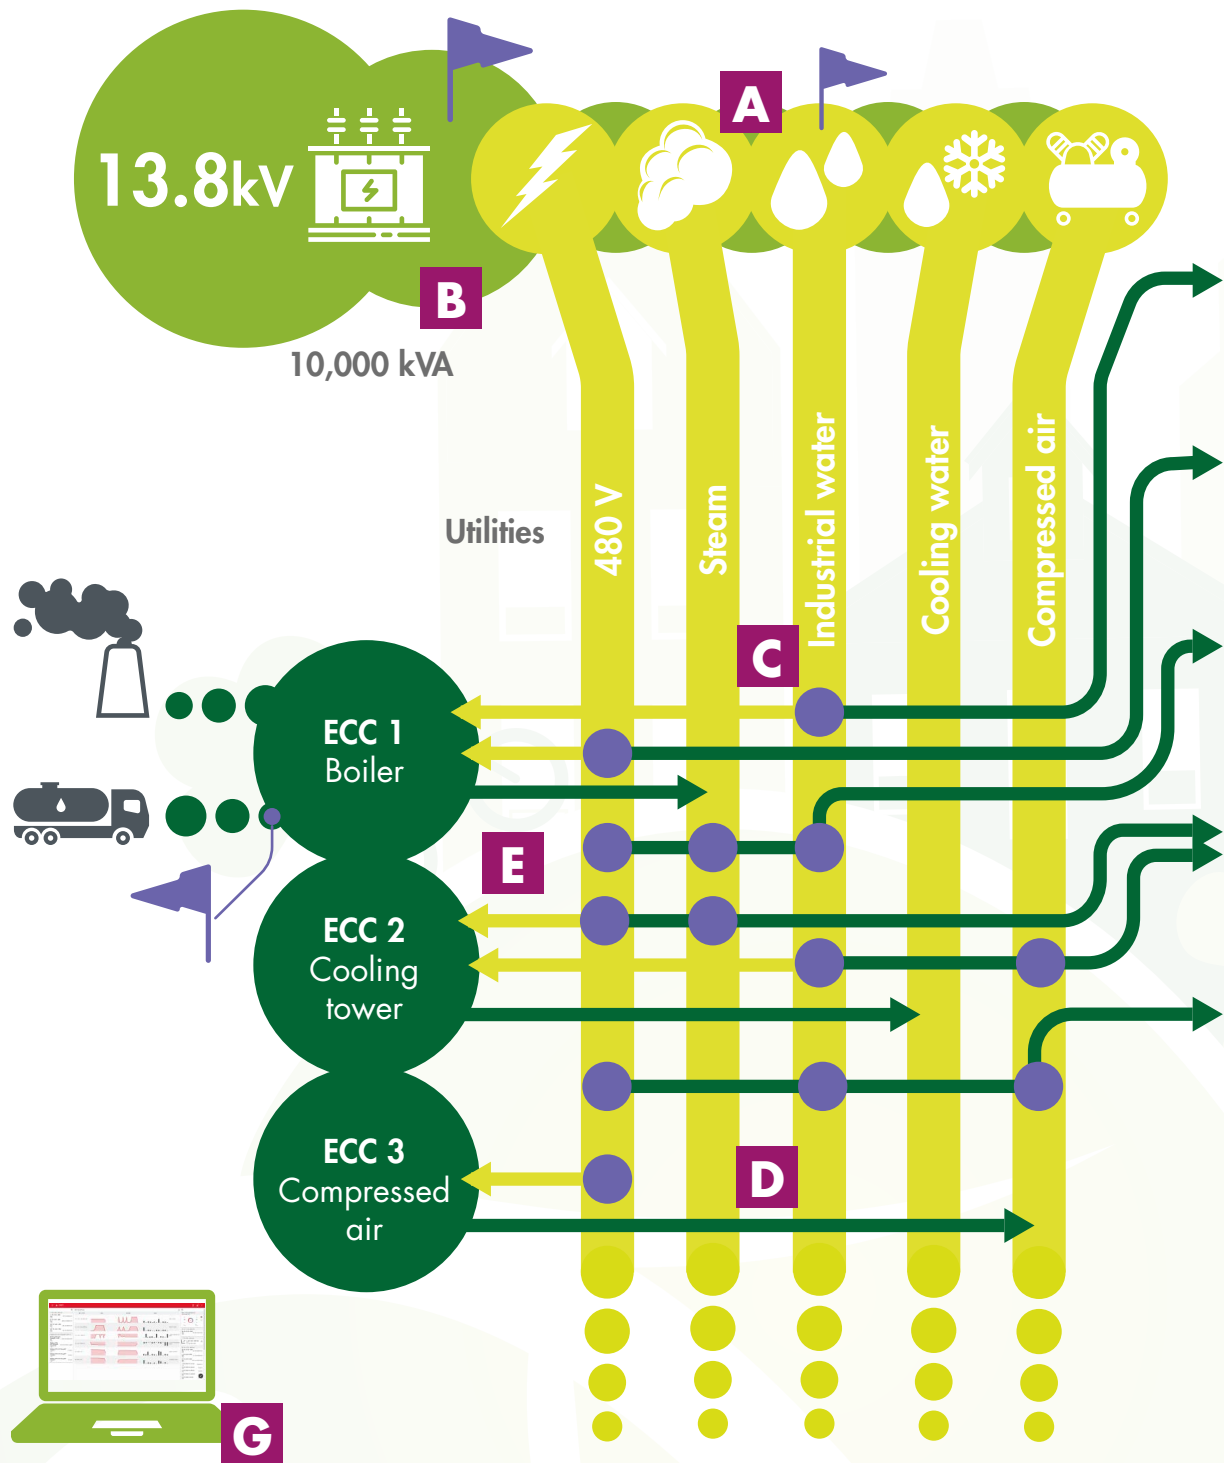 A
13.8kV
B
10,000 kVA
Utilities
480 V
Steam
Industrial water
Cooling water
Compressed air
C
ECC 1
Boiler
E
ECC 2
Cooling
tower
ECC 3
Compressed
air
D
G